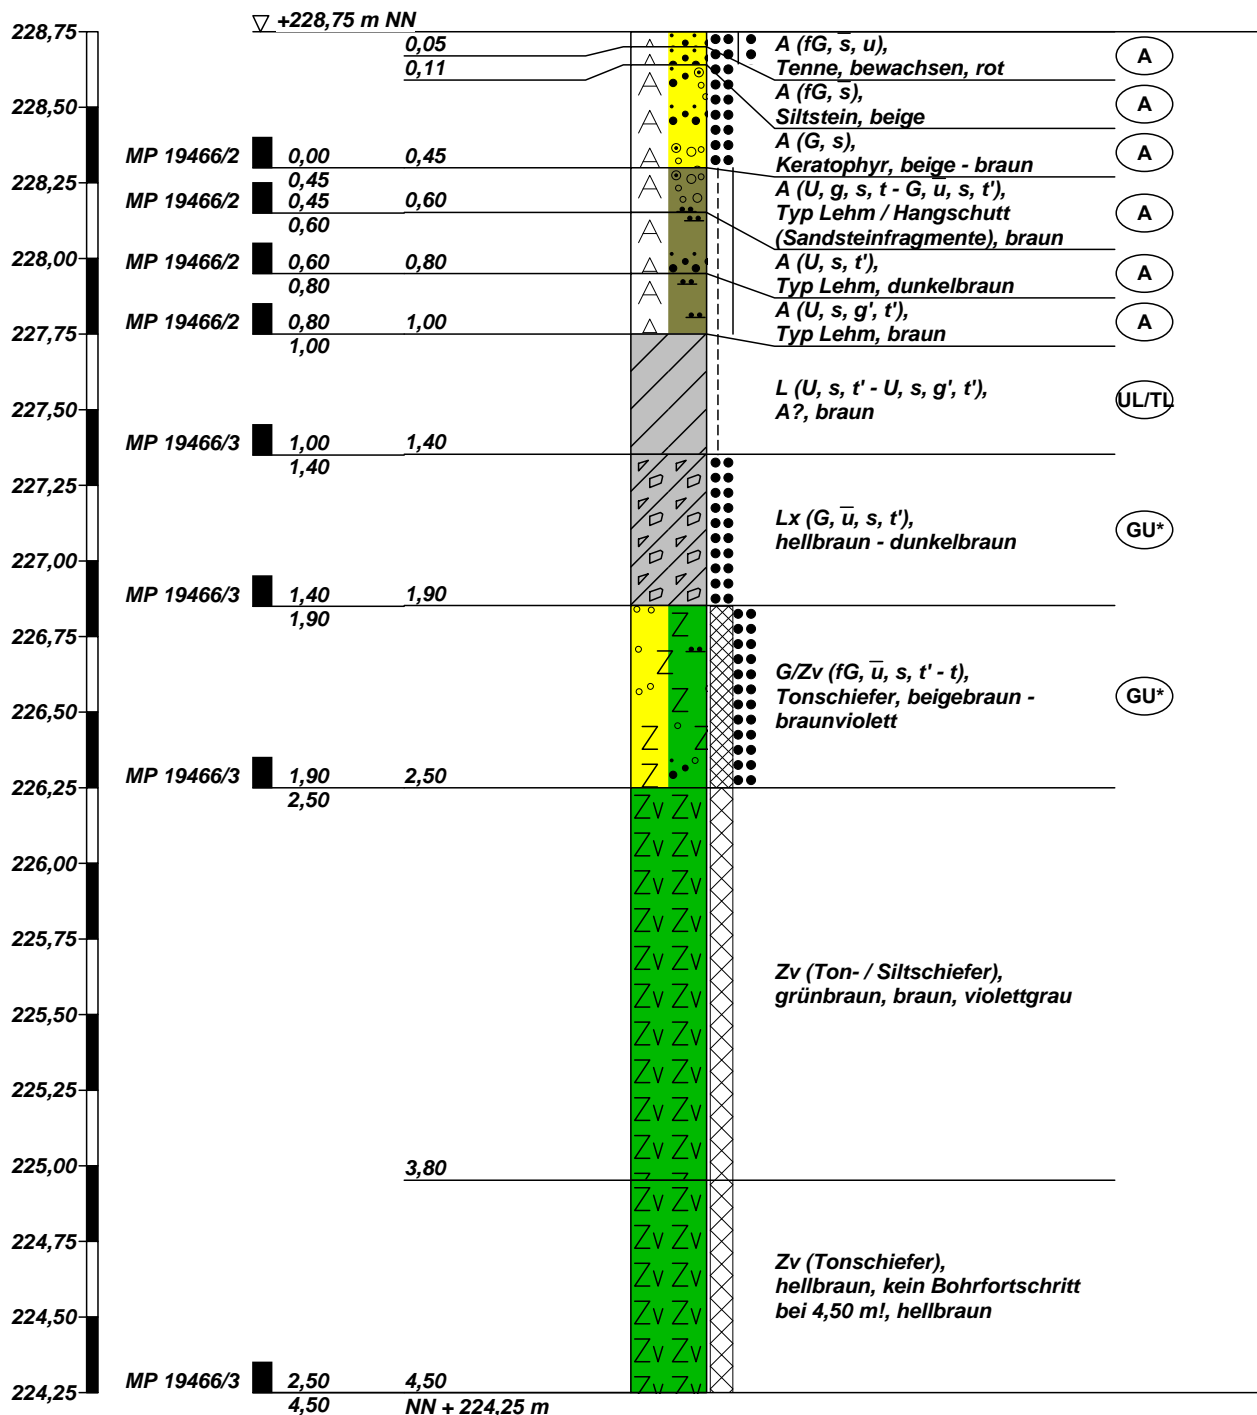 ▽ +228,75 m NN
228,75
0,05
A (fG, s̅, u),
Tenne, bewachsen, rot
A
0,11
A (fG, s̅),
Siltstein, beige
A
228,50
MP 19466/2 0,00 0,45
0,45
A (G, s),
Keratophyr, beige - braun
A
228,25
MP 19466/2 0,45 0,60
0,60
A (U, g, s, t - G, u̅, s, t'),
Typ Lehm / Hangschutt
(Sandsteinfragmente), braun
A
228,00
MP 19466/2 0,60 0,80
0,80
A (U, s, t'),
Typ Lehm, dunkelbraun
A
227,75
MP 19466/2 0,80 1,00
1,00
A (U, s, g', t'),
Typ Lehm, braun
A
227,50
MP 19466/3 1,00 1,40
1,40
L (U, s, t' - U, s, g', t'),
A?, braun
UL/TL
227,25
227,00
MP 19466/3 1,40 1,90
1,90
Lx (G, u̅, s, t'),
hellbraun - dunkelbraun
GU*
226,75
226,50
MP 19466/3 1,90 2,50
2,50
G/Zv (fG, u̅, s, t' - t),
Tonschiefer, beigebraun -
braunviolett
GU*
226,25
226,00
225,75
225,50
225,25
Zv (Ton- / Siltschiefer),
grünbraun, braun, violettgrau
225,00
3,80
224,75
224,50
Zv (Tonschiefer),
hellbraun, kein Bohrfortschritt
bei 4,50 m!, hellbraun
224,25
MP 19466/3 2,50 4,50
4,50 NN + 224,25 m